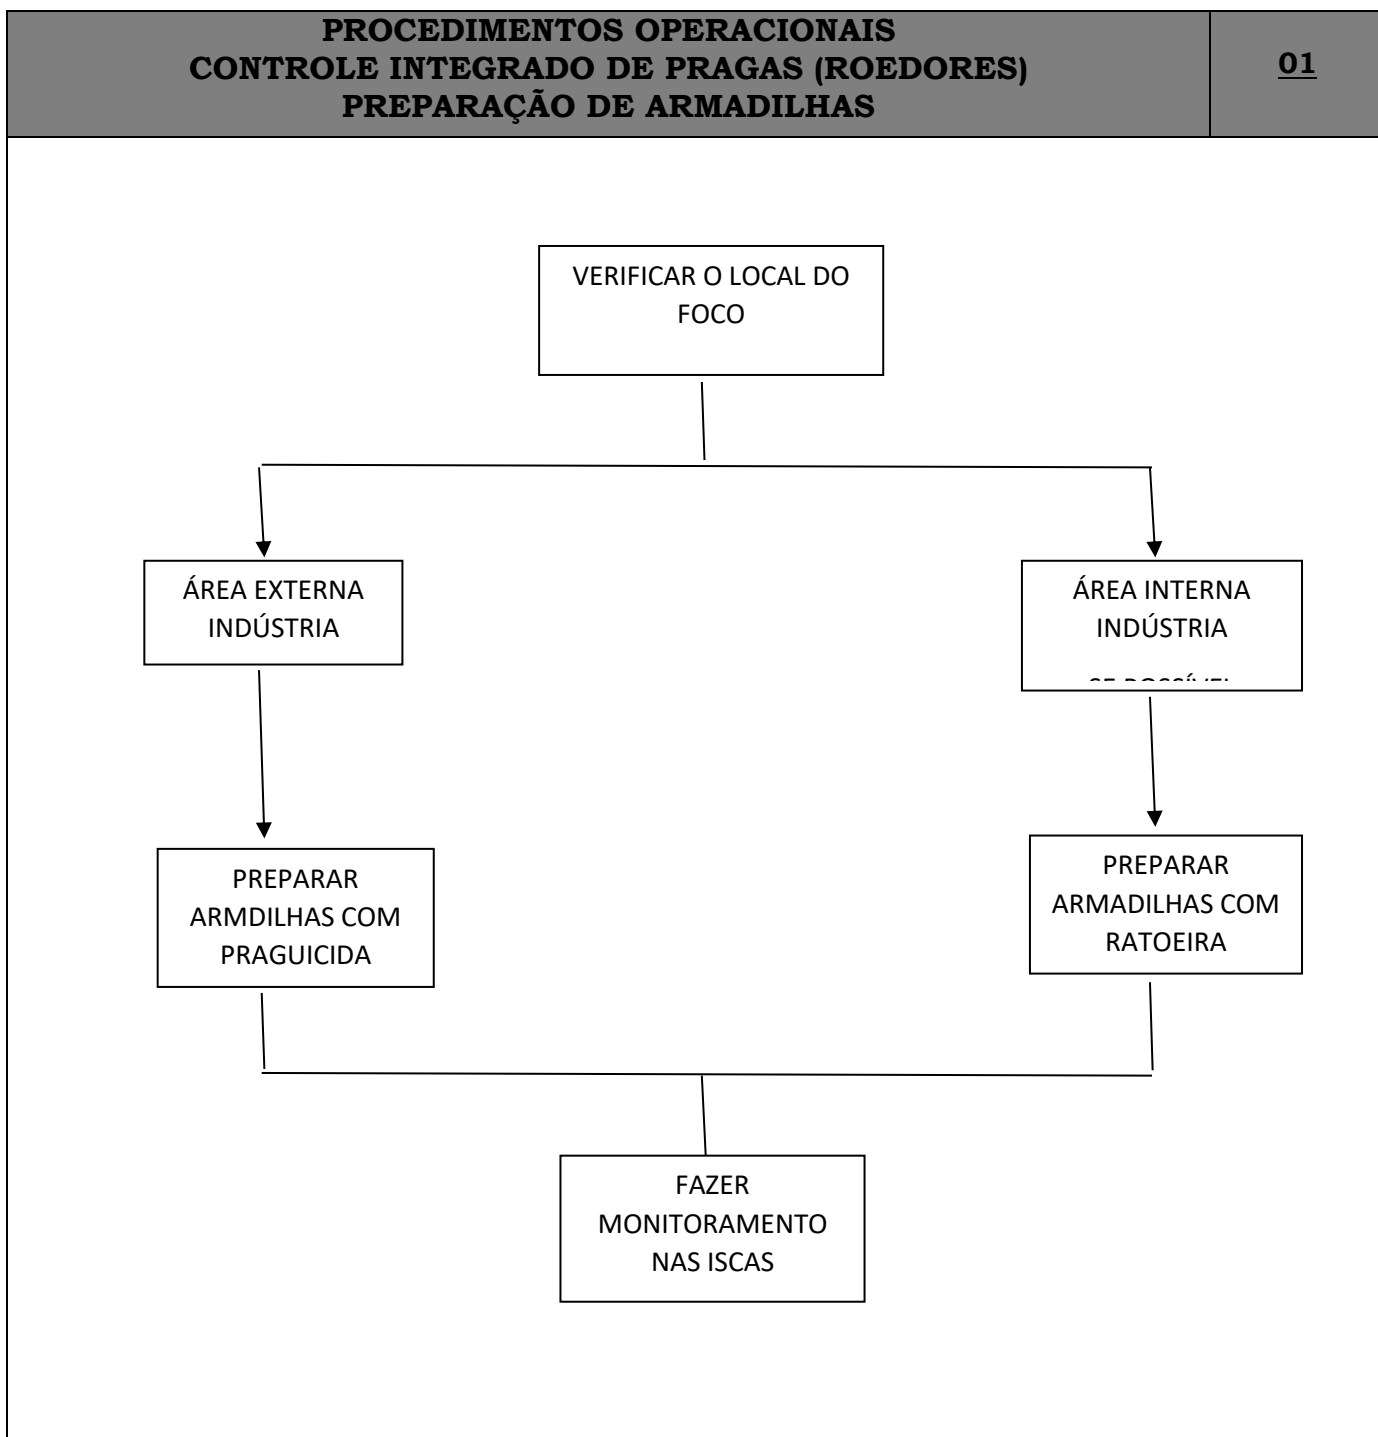 PROCEDIMENTOS OPERACIONAIS
CONTROLE INTEGRADO DE PRAGAS (ROEDORES)
PREPARAÇÃO DE ARMADILHAS
01
VERIFICAR O LOCAL DO
FOCO
ÁREA EXTERNA
INDÚSTRIA
ÁREA INTERNA
INDÚSTRIA
PREPARAR
ARMDILHAS COM
PRAGUICIDA
PREPARAR
ARMADILHAS COM
RATOEIRA
FAZER
MONITORAMENTO
NAS ISCAS